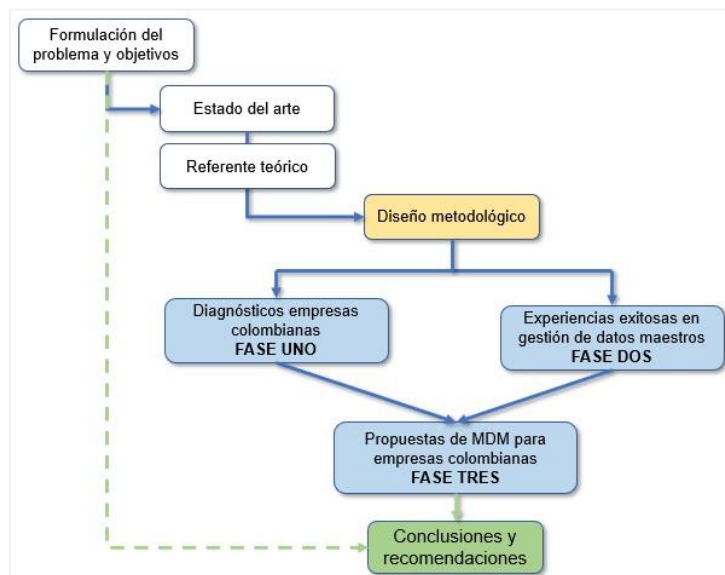 Formulación del
problema y objetivos
Estado del arte
Referente teórico
Diseño metodológico
Diagnósticos empresas
colombianas
FASE UNO
Experiencias exitosas en
gestión de datos maestros
FASE DOS
Propuestas de MDM para
empresas colombianas
FASE TRES
Conclusiones y
recomendaciones